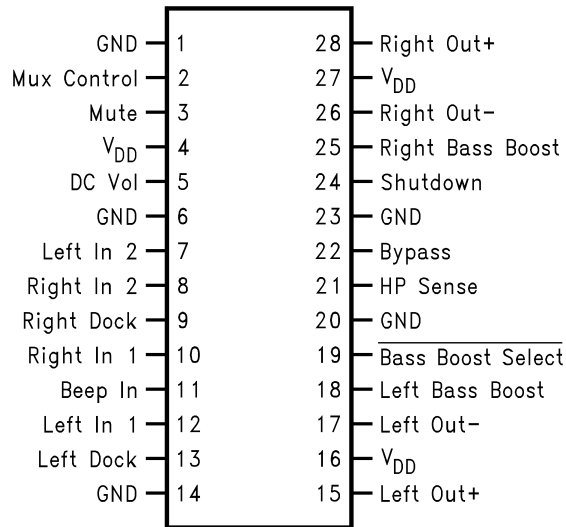 GND 1 28 Right Out+
Mux Control 2 27 VDD
Mute 3 26 Right Out-
VDD 4 25 Right Bass Boost
DC Vol 5 24 Shutdown
GND 6 23 GND
Left In 2 7 22 Bypass
Right In 2 8 21 HP Sense
Right Dock 9 20 GND
Right In 1 10 19 Bass Boost Select
Beep In 11 18 Left Bass Boost
Left In 1 12 17 Left Out-
Left Dock 13 16 VDD
GND 14 15 Left Out+